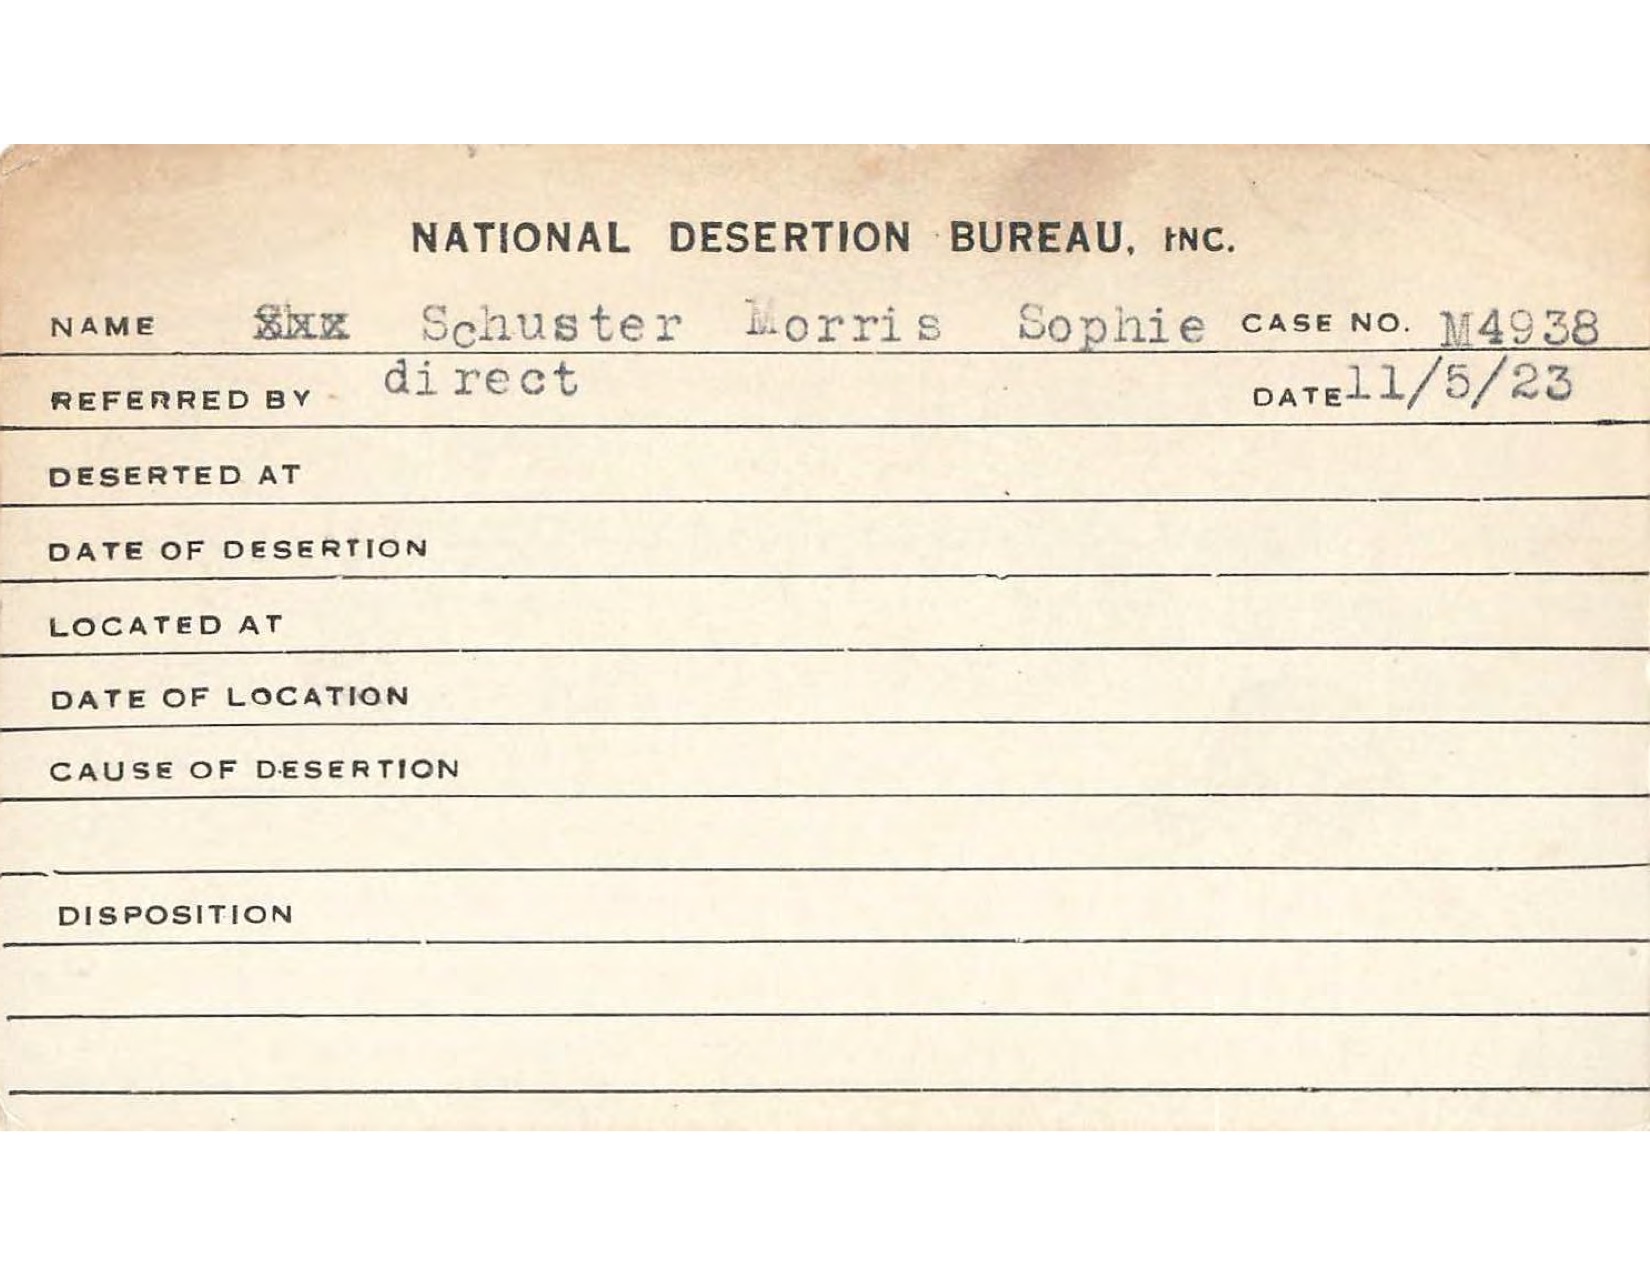 NATIONAL DESERTION BUREAU, INC.
NAME Schuster Morris Sophie CASE NO. M4938
REFERRED BY direct DATE 11/5/23
DESERTED AT
DATE OF DESERTION
LOCATED AT
DATE OF LOCATION
CAUSE OF DESERTION
DISPOSITION